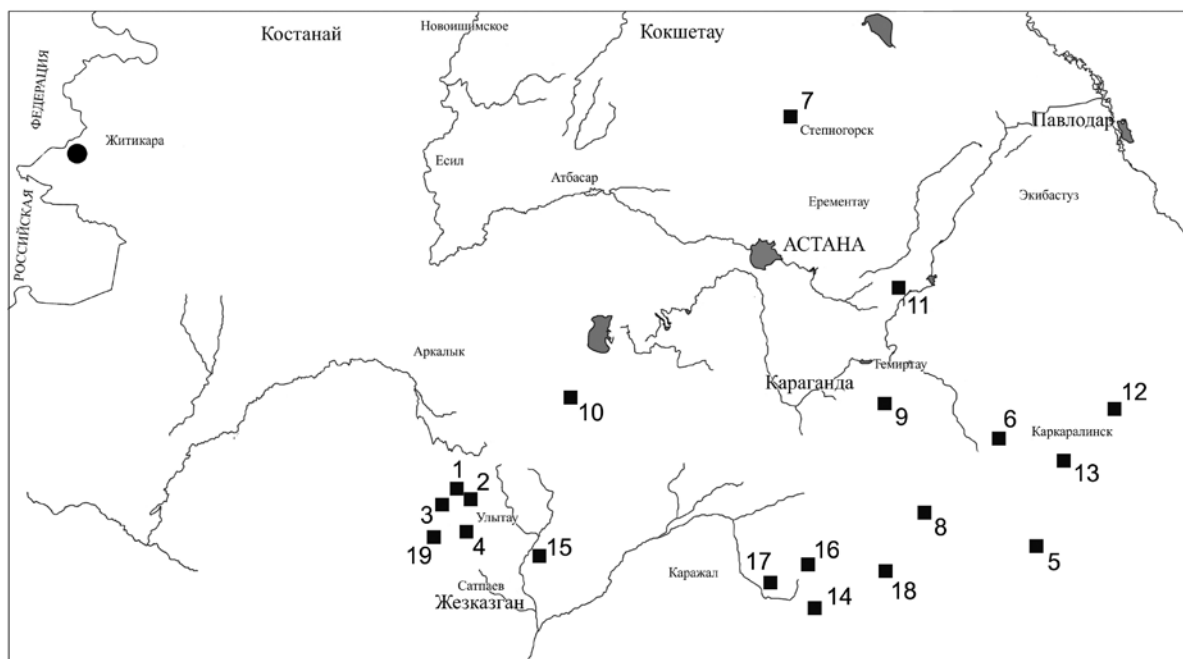 Костанай
Новоишимское
Кокшетау
РОССИЙСКАЯ ФЕДЕРАЦИЯ
Житикара
7
Степногорск
Павлодар
Есил
Атбасар
Ерементау
Экибастуз
АСТАНА
11
Аркалык
Темиртау
Караганда
10
9
12
6
Каркаралинск
13
1
2
3
Улытау
4
19
15
8
5
16
17
18
14
Каражал
Сатпаев
Жезказган